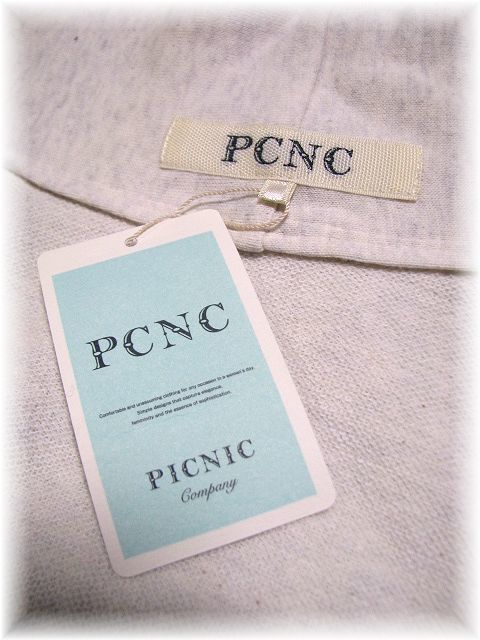 PCNC
PCNC
Comfortable and unassuming clothing for any occasion in a woman's day.
Simple designs that capture elegance,
femininity and the essence of sophistication.
PICNIC
Company